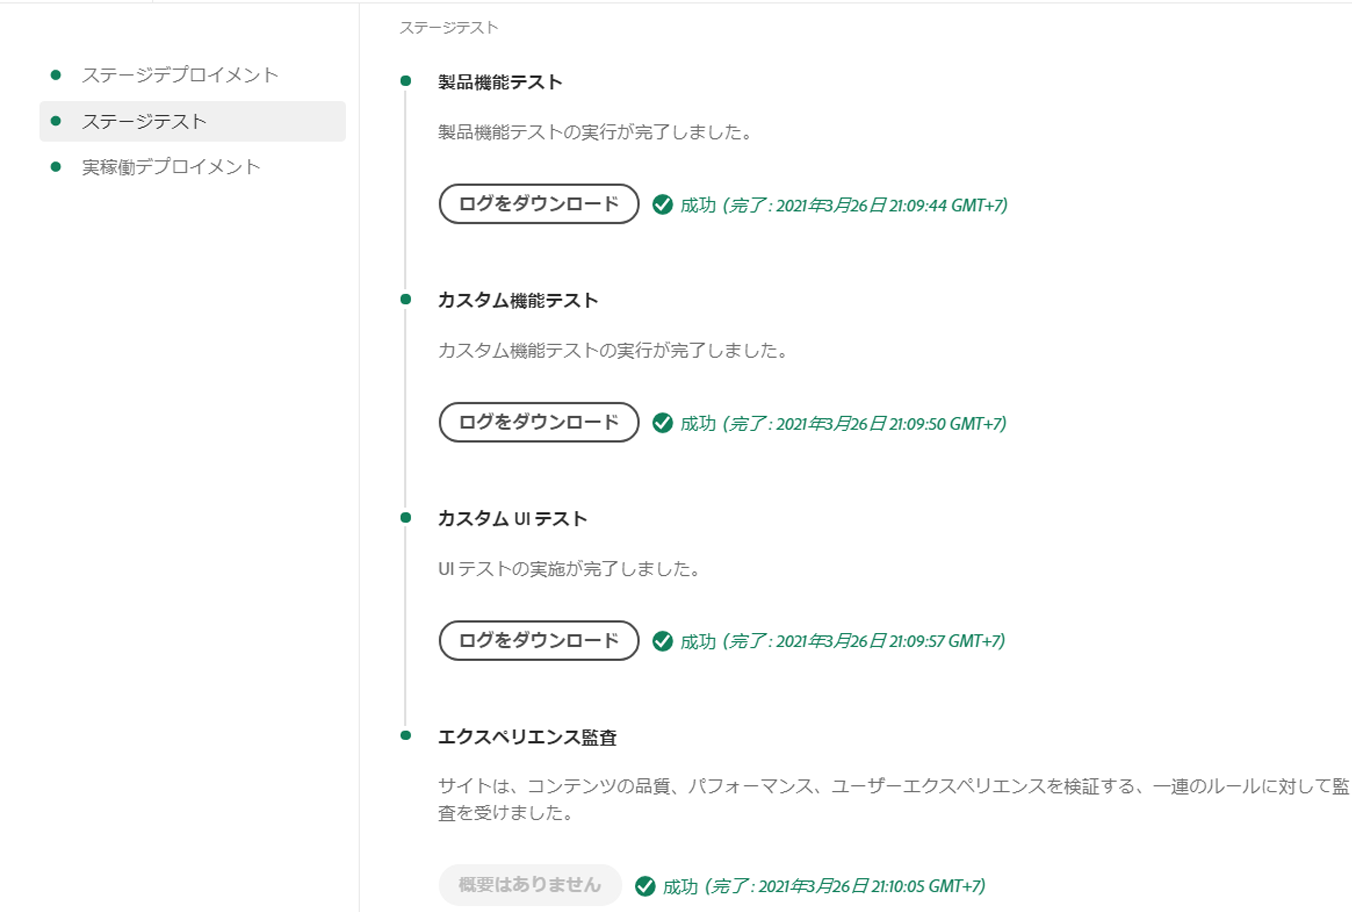 ステージデプロイメント
ステージテスト
実稼働デプロイメント
ステージテスト
製品機能テスト
製品機能テストの実行が完了しました。
ログをダウンロード 成功 (完了 : 2021年3月26日 21:09:44 GMT+7)
カスタム機能テスト
カスタム機能テストの実行が完了しました。
ログをダウンロード 成功 (完了 : 2021年3月26日 21:09:50 GMT+7)
カスタム UI テスト
UI テストの実施が完了しました。
ログをダウンロード 成功 (完了 : 2021年3月26日 21:09:57 GMT+7)
エクスペリエンス監査
サイトは、コンテンツの品質、パフォーマンス、ユーザーエクスペリエンスを検証する、一連のルールに対して監
査を受けました。
概要はありません 成功 (完了 : 2021年3月26日 21:10:05 GMT+7)